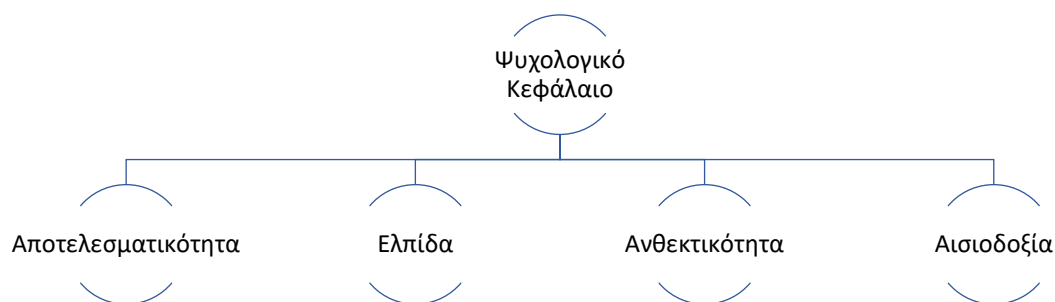 Ψυχολογικό
Κεφάλαιο
Αποτελεσματικότητα
Ελπίδα
Ανθεκτικότητα
Αισιοδοξία